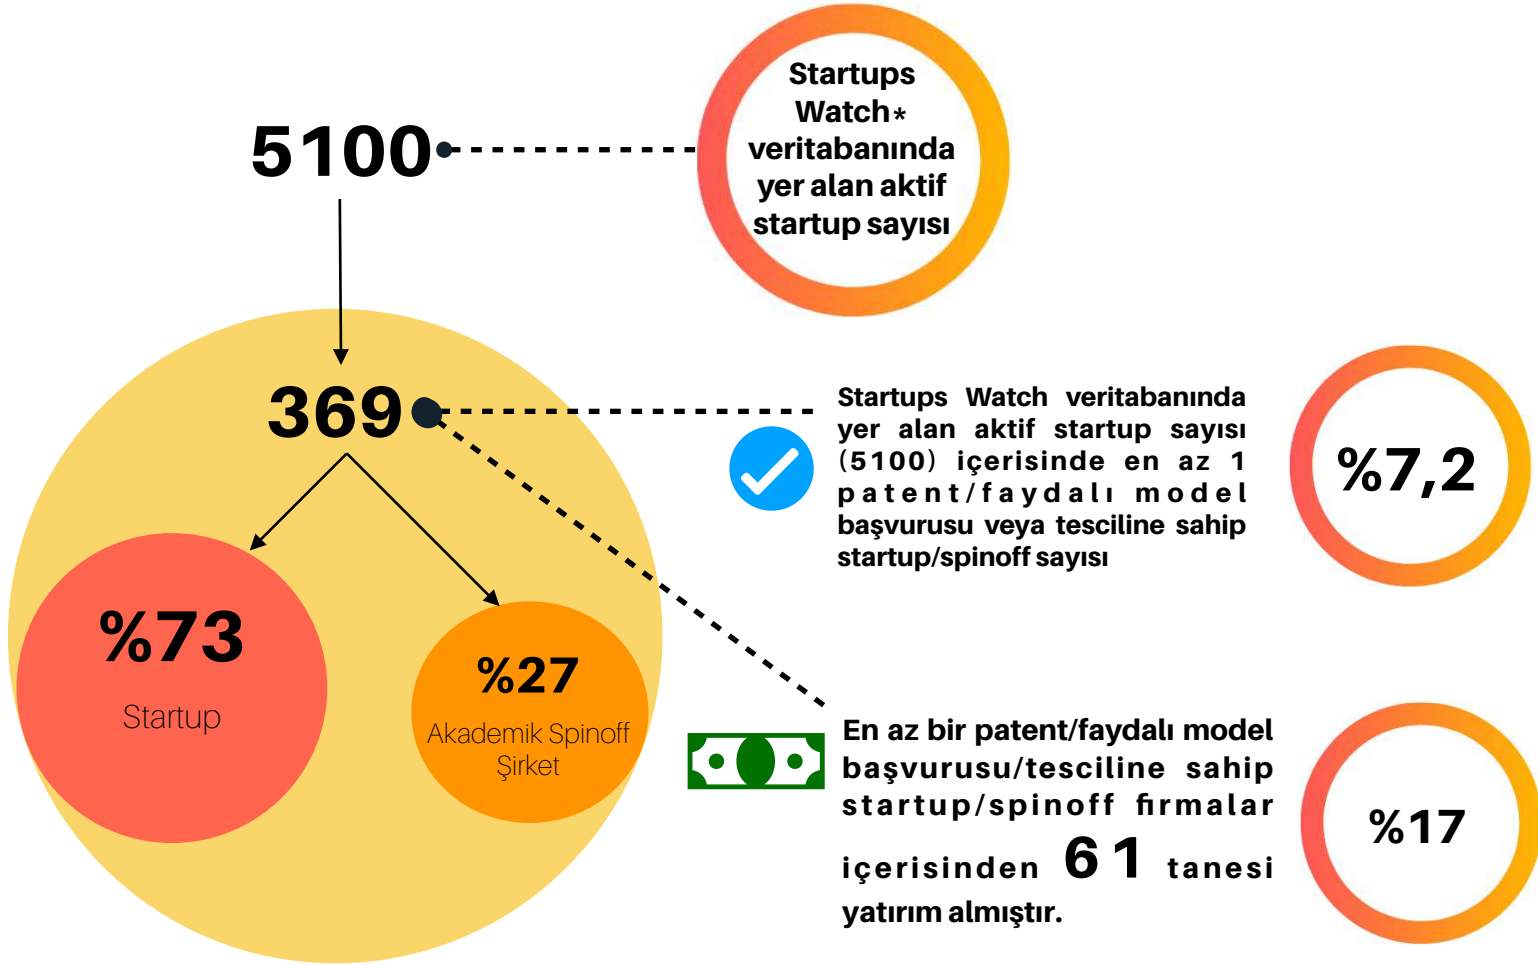 5100
Startups
Watch*
veritabanında
yer alan aktif
startup sayısı
369
Startups Watch veritabanında
yer alan aktif startup sayısı
(5100) içerisinde en az 1
patent/faydalı model
başvurusu veya tesciline sahip
startup/spinoff sayısı
%7,2
%73
Startup
%27
Akademik Spinoff
Şirket
En az bir patent/faydalı model
başvurusu/tesciline sahip
startup/spinoff firmalar
içerisinden 61 tanesi
yatırım almıştır.
%17